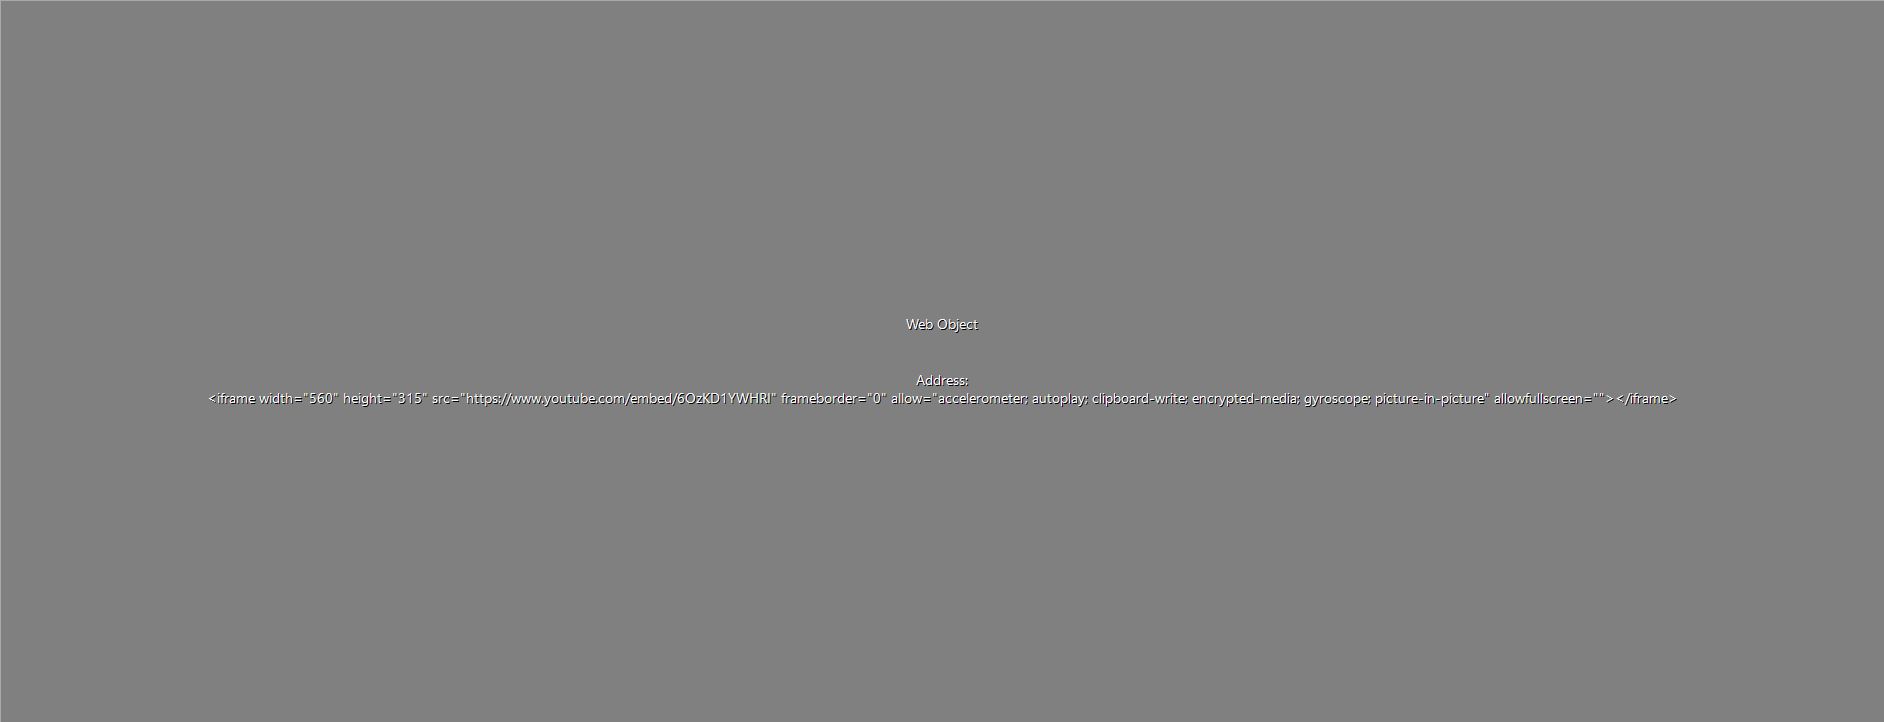 Web Object
Address:
<iframe width="560" height="315" src="https://www.youtube.com/embed/6OzKD1YWHRI" frameborder="0" allow="accelerometer; autoplay; clipboard-write; encrypted-media; gyroscope; picture-in-picture" allowfullscreen=""></iframe>